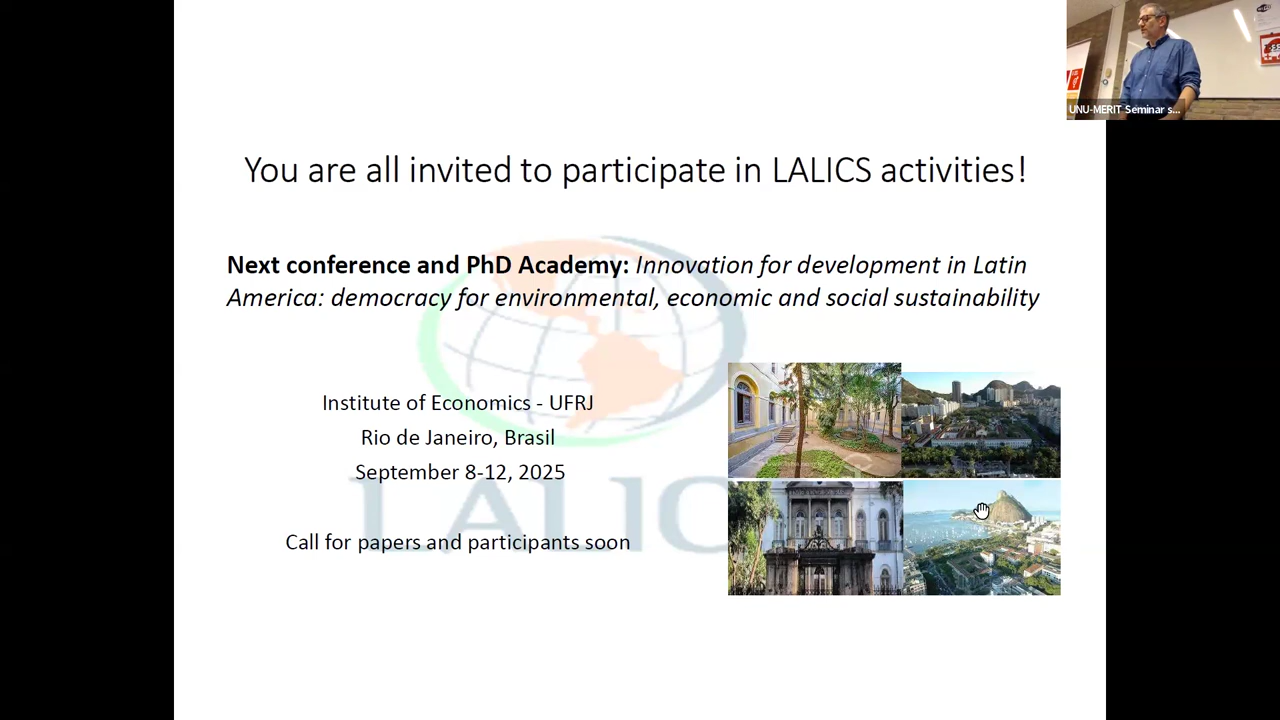 UNU-MERIT Seminar s...
You are all invited to participate in LALICS activities!
Next conference and PhD Academy: Innovation for development in Latin
America: democracy for environmental, economic and social sustainability
Institute of Economics - UFRJ
Rio de Janeiro, Brasil
September 8-12, 2025
Call for papers and participants soon
LALIC